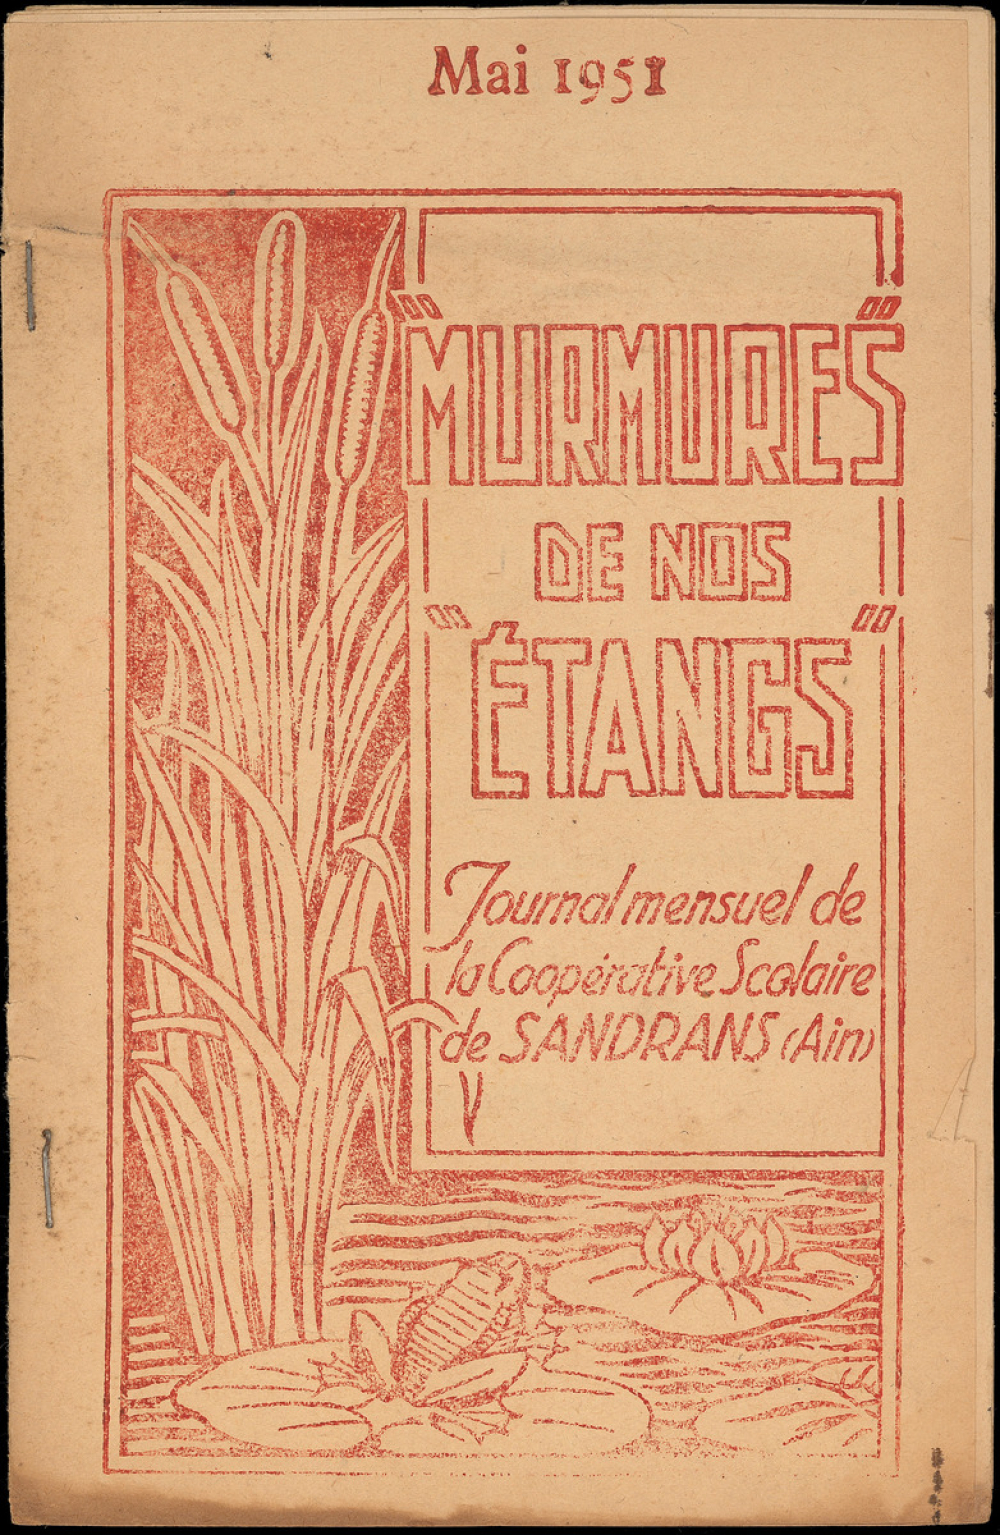 Mai 1951
"MURMURES"
DE NOS
"ÉTANGS"
Journal mensuel de
la Coopérative Scolaire
de SANDRANS (Ain)